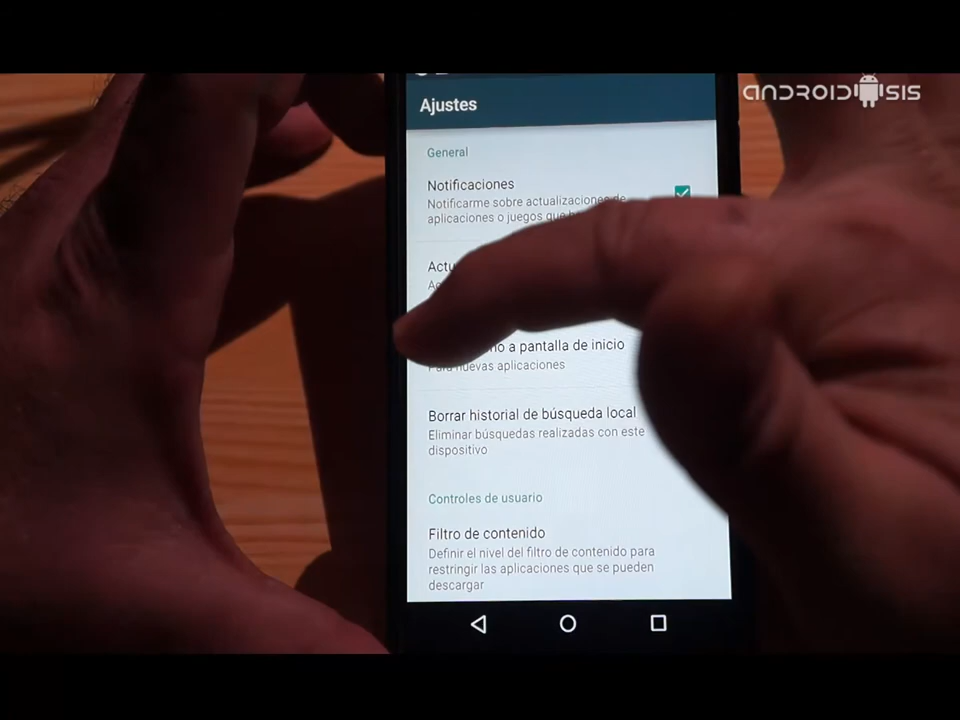 ANDROIDSIS
Ajustes
General
Notificaciones
Notificarme sobre actualizaciones de
aplicaciones o juegos que
a pantalla de inicio
Para nuevas aplicaciones
Borrar historial de búsqueda local
Eliminar búsquedas realizadas con este
dispositivo
Controles de usuario
Filtro de contenido
Definir el nivel del filtro de contenido para
restringir las aplicaciones que se pueden
descargar